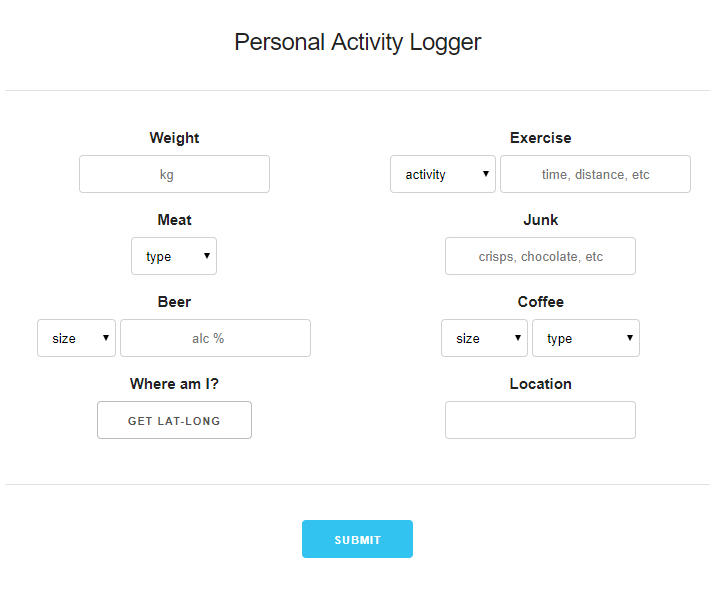 Personal Activity Logger
Weight
Exercise
kg
activity
time, distance, etc
Meat
Junk
type
crisps, chocolate, etc
Beer
Coffee
size
alc %
size
type
Where am I?
Location
GET LAT-LONG
SUBMIT